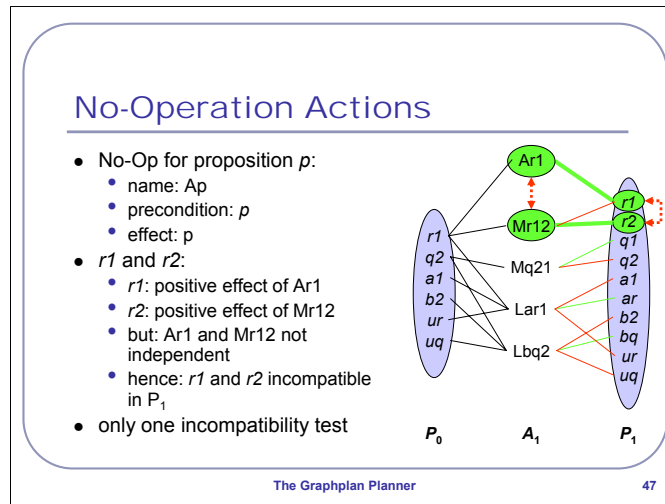 No-Operation Actions
● No-Op for proposition p:
• name: Ap
• precondition: p
• effect: p
● r1 and r2:
• r1: positive effect of Ar1
• r2: positive effect of Mr12
• but: Ar1 and Mr12 not
independent
• hence: r1 and r2 incompatible
in P1
● only one incompatibility test
r1
q2
a1
b2
ur
uq
P0
Ar1
Mr12
Mq21
Lar1
Lbq2
A1
r1
r2
q1
q2
a1
ar
b2
bq
ur
uq
P1
The Graphplan Planner
47